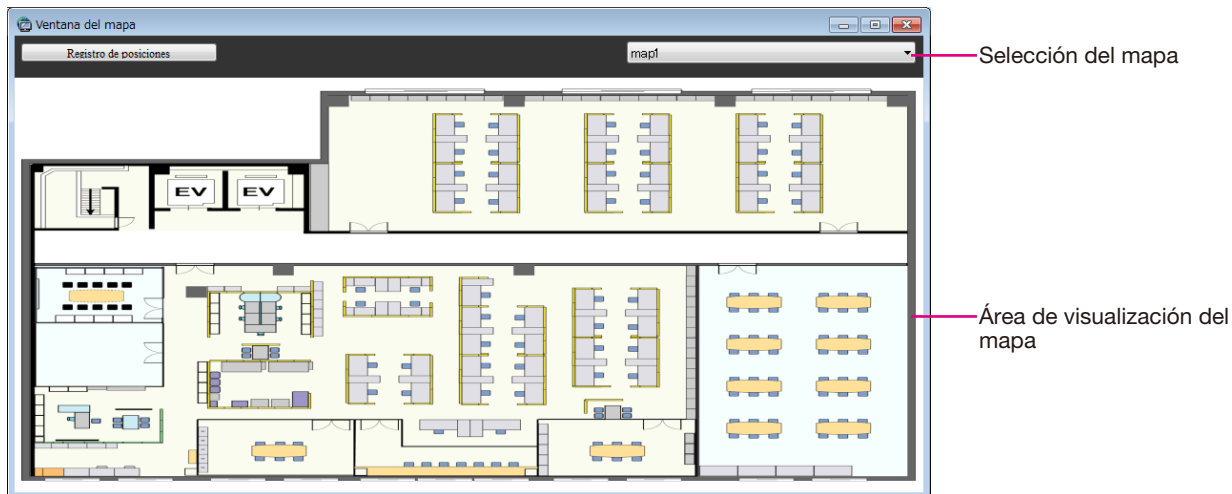 Ventana del mapa
Registro de posiciones
map1
Selección del mapa
EV EV
Área de visualización del
mapa